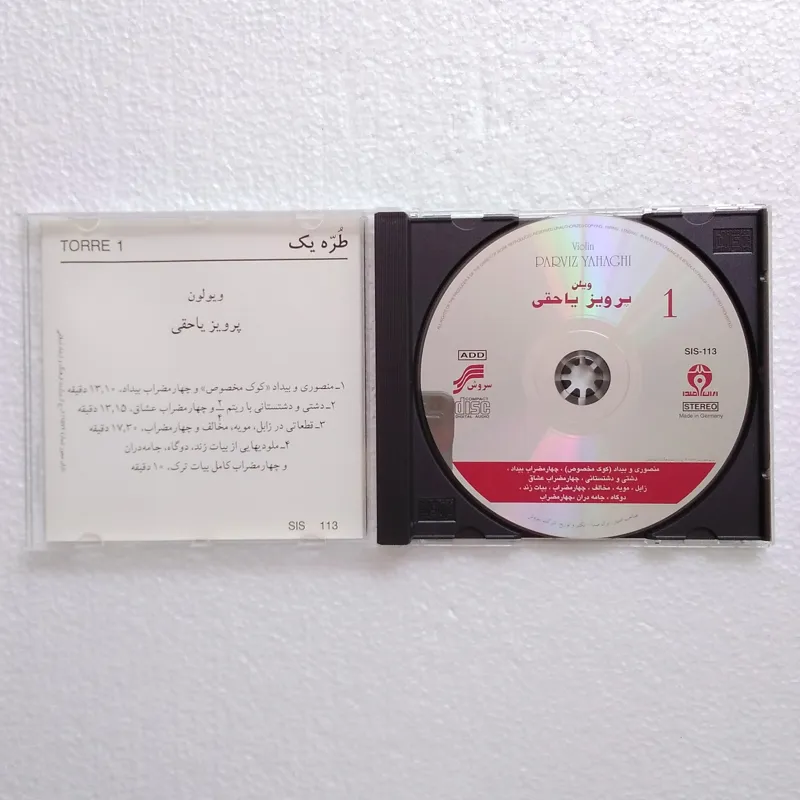 TORRE 1
طُرّه یک
ویولون
پرویز یاحقی
۱ـ منصوری و بیداد «کوک مخصوص» و چهارمضراب بیداد، ۱۳،۱۰ دقیقه
۲ـ دشتی و دشتستانی با ریتم و چهارمضراب عشاق، ۱۳،۱۵ دقیقه
۳ـ قطعاتی در زابل، مویه، مخالف و چهارمضراب، ۱۷،۳۰ دقیقه
۴ـ ملودیهایی از بیات زند، دوگاه، جامه‌دران
و چهارمضراب کامل بیات ترک، ۱۰ دقیقه
SIS 113
Violin
PARVIZ YAHAGHI
ویلن
پرویز یاحقی
1
ADD
سروش
COMPACT
disc
DIGITAL AUDIO
SIS-113
STEREO
Made in Germany
منصوری و بیداد (کوک مخصوص) ، چهارمضراب بیداد ،
دشتی و دشتستانی ، چهارمضراب عشاق
زابل ، مویه ، مخالف ، چهارمضراب ، بیات زند ،
دوگاه ، جامه دران ،چهارمضراب